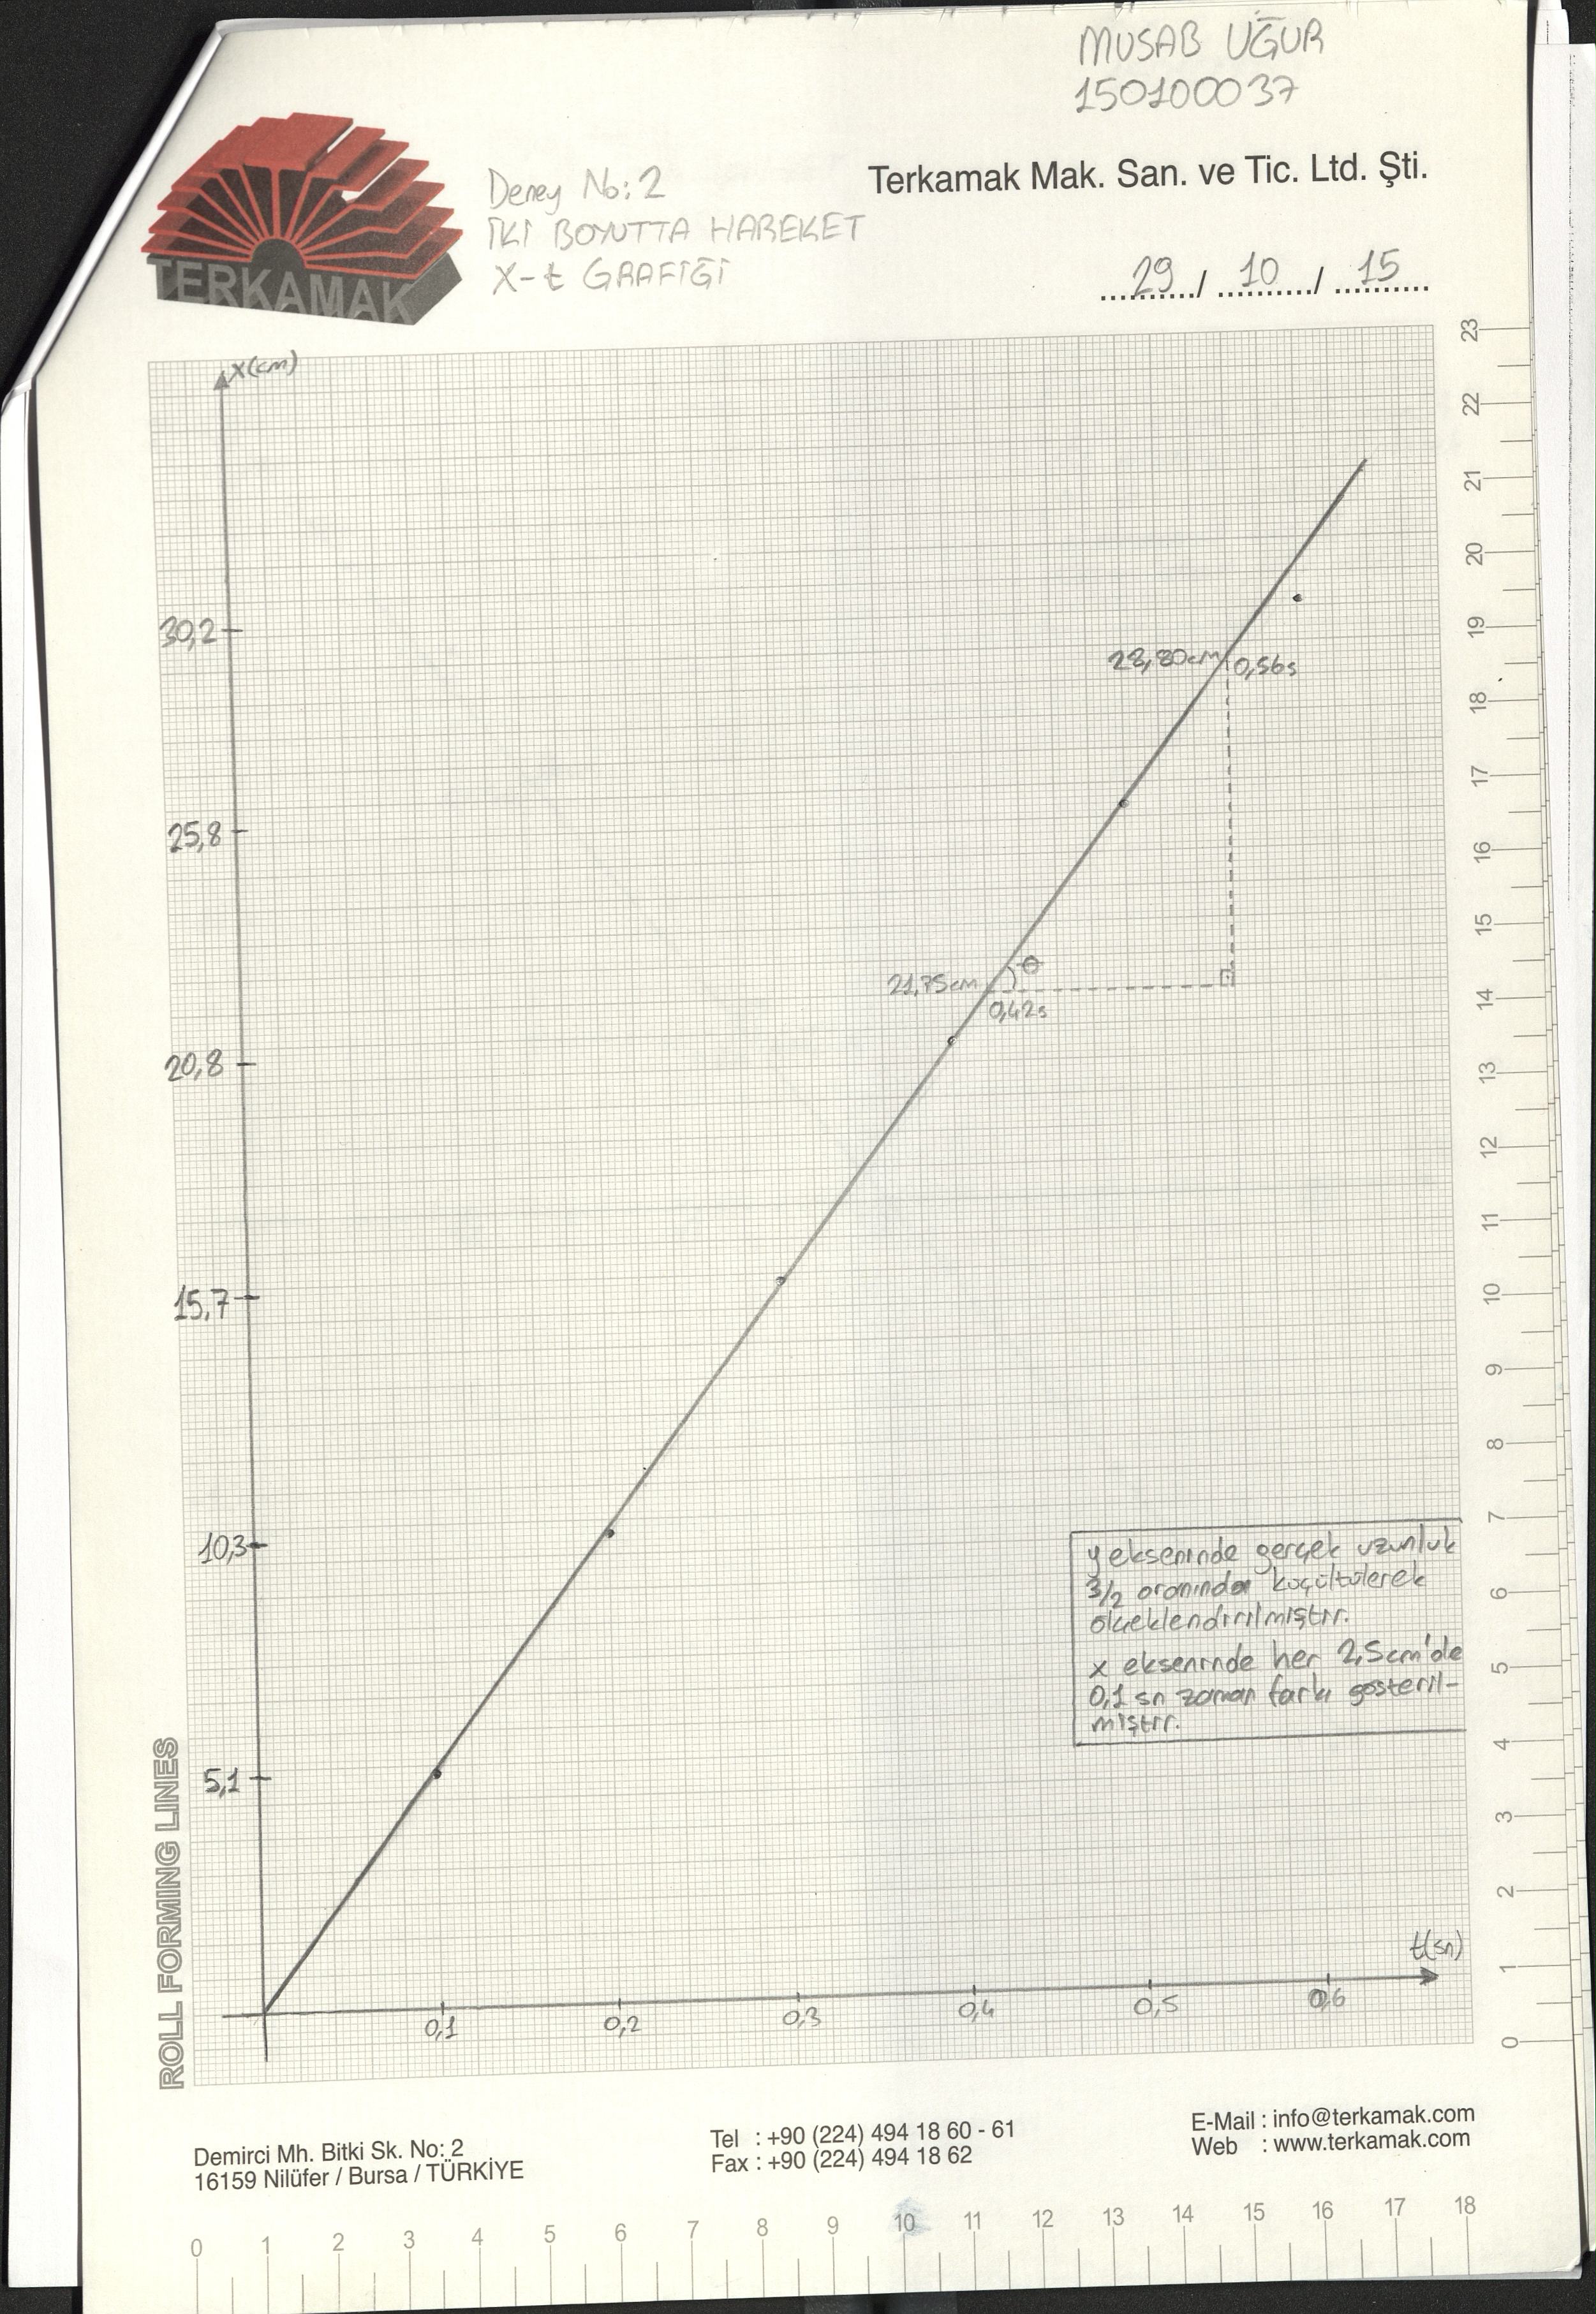 MUSAB UĞUR
150100037
TERKAMAK
Deney No: 2
İKİ BOYUTTA HAREKET
X-t GRAFİĞİ
Terkamak Mak. San. ve Tic. Ltd. Şti.
29 / 10 / 15
x(cm)
30,2
25,8
20,8
15,7
10,3
5,1
28,80cm
0,56s
21,75cm
θ
0,42s
y ekseninde gerçek uzunluk
3/2 oranından küçültülerek
ölçeklendirilmiştir.
x ekseninde her 2,5cm'de
0,1 sn zaman farkı gösteril-
miştir.
t(sn)
0,1 0,2 0,3 0,4 0,5 0,6
ROLL FORMING LINES
23
22
21
20
19
18
17
16
15
14
13
12
11
10
9
8
7
6
5
4
3
2
1
0
Demirci Mh. Bitki Sk. No: 2
16159 Nilüfer / Bursa / TÜRKİYE
Tel : +90 (224) 494 18 60 - 61
Fax : +90 (224) 494 18 62
E-Mail : info@terkamak.com
Web : www.terkamak.com
0 1 2 3 4 5 6 7 8 9 10 11 12 13 14 15 16 17 18